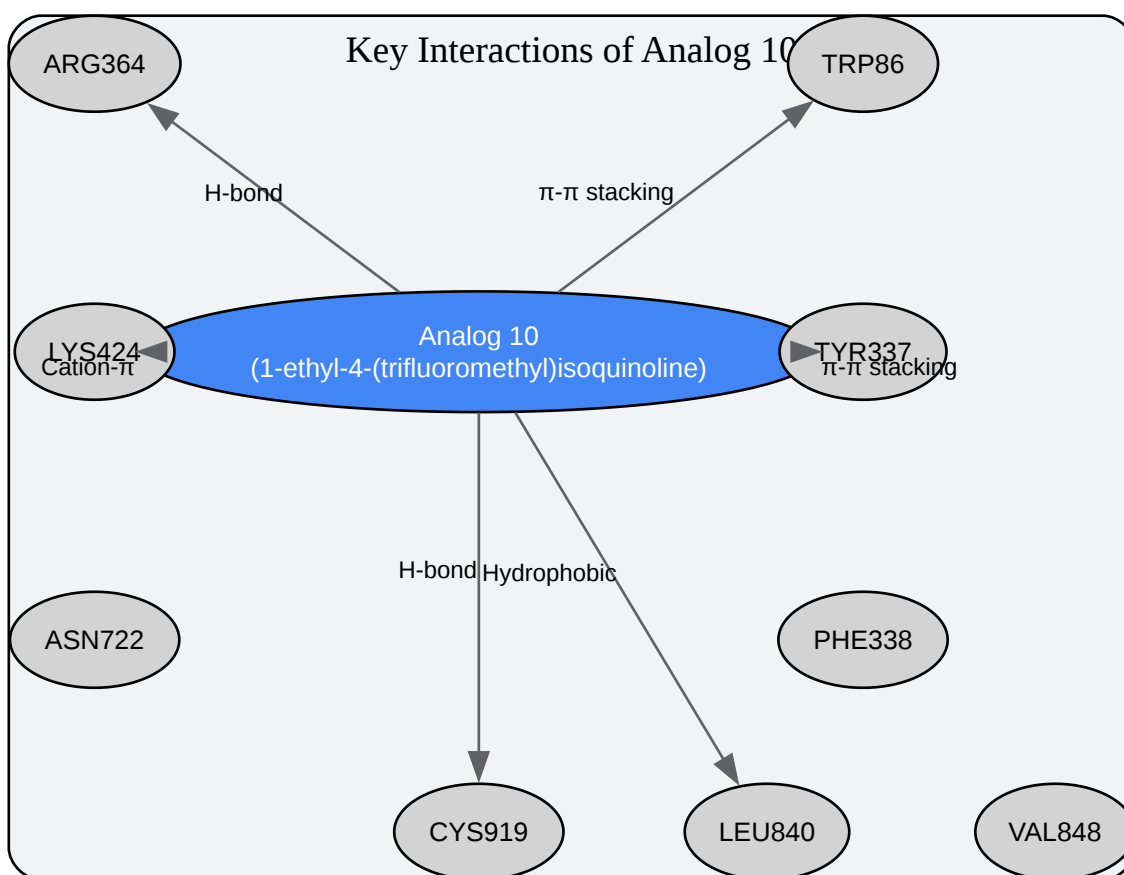 Key Interactions of Analog 10
ARG364
TRP86
H-bond
π-π stacking
Analog 10
(1-ethyl-4-(trifluoromethyl)isoquinoline)
LYS424
Cation-π
TYR337
π-π stacking
H-bond
Hydrophobic
ASN722
PHE338
CYS919
LEU840
VAL848